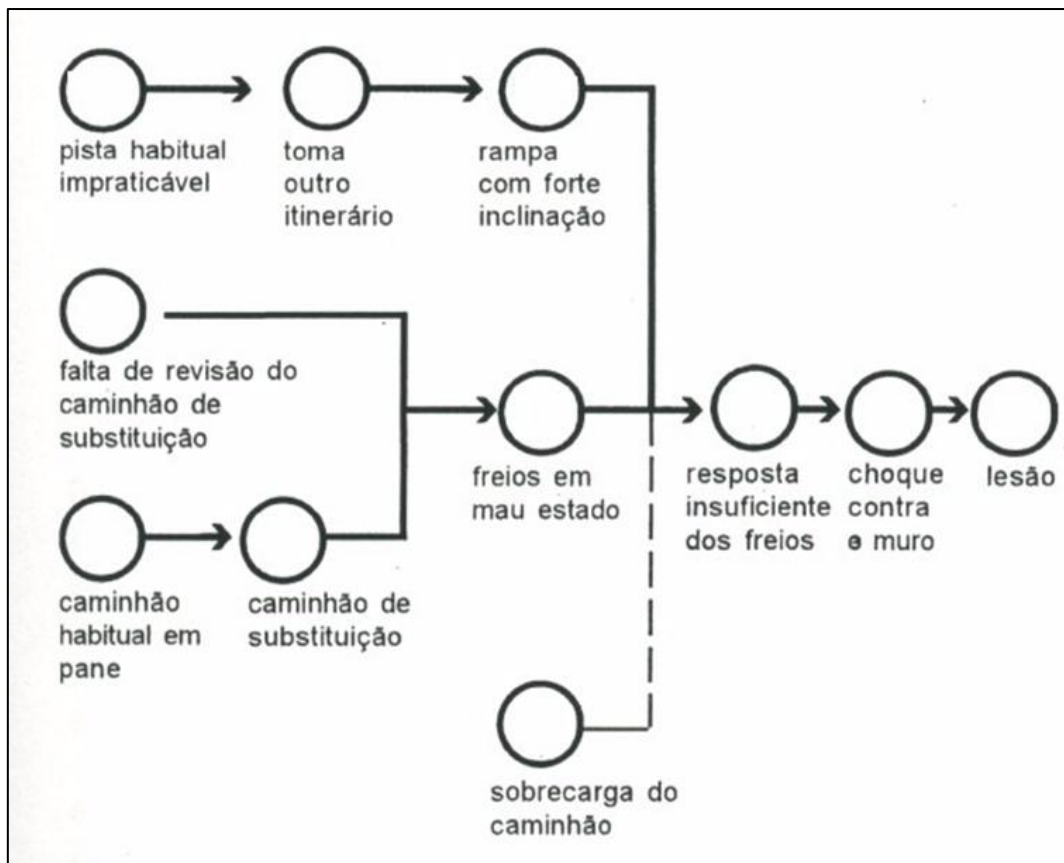 pista habitual
impraticável
toma
outro
itinerário
rampa
com forte
inclinação
falta de revisão do
caminhão de
substituição
freios em
mau estado
resposta
insuficiente
dos freios
choque
contra
o muro
lesão
caminhão
habitual em
pane
caminhão de
substituição
sobrecarga do
caminhão